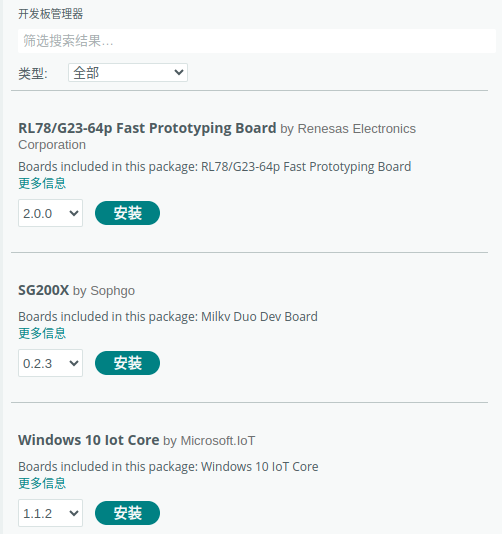 开发板管理器
筛选搜索结果…
类型: 全部
RL78/G23-64p Fast Prototyping Board by Renesas Electronics
Corporation
Boards included in this package: RL78/G23-64p Fast Prototyping Board
更多信息
2.0.0 安装
SG200X by Sophgo
Boards included in this package: Milkv Duo Dev Board
更多信息
0.2.3 安装
Windows 10 Iot Core by Microsoft.IoT
Boards included in this package: Windows 10 IoT Core
更多信息
1.1.2 安装